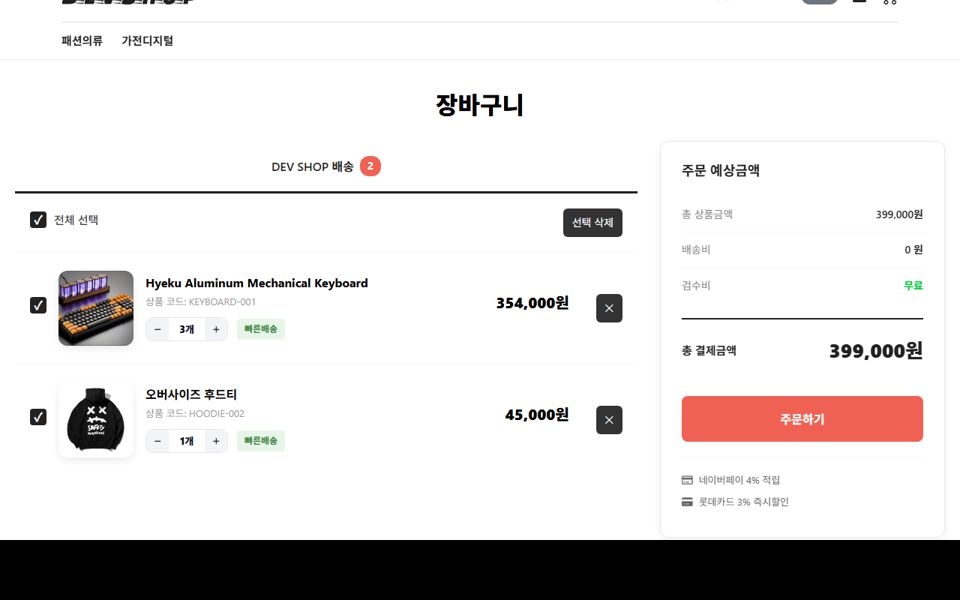 패션의류 가전디지털
장바구니
DEV SHOP 배송 2
전체 선택
선택 삭제
Hyeku Aluminum Mechanical Keyboard
상품 코드: KEYBOARD-001
− 3개 + 빠른배송
354,000원 ×
오버사이즈 후드티
상품 코드: HOODIE-002
− 1개 + 빠른배송
45,000원 ×
주문 예상금액
총 상품금액 399,000원
배송비 0 원
검수비 무료
총 결제금액 399,000원
주문하기
네이버페이 4% 적립
롯데카드 3% 즉시할인